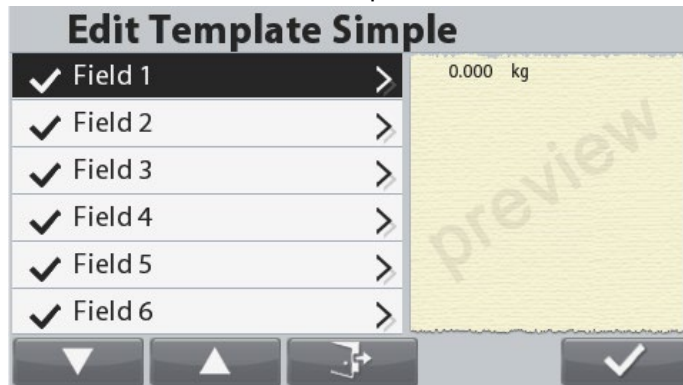 Edit Template Simple
Field 1
0.000 kg
Field 2
Field 3
Field 4
Field 5
Field 6
preview